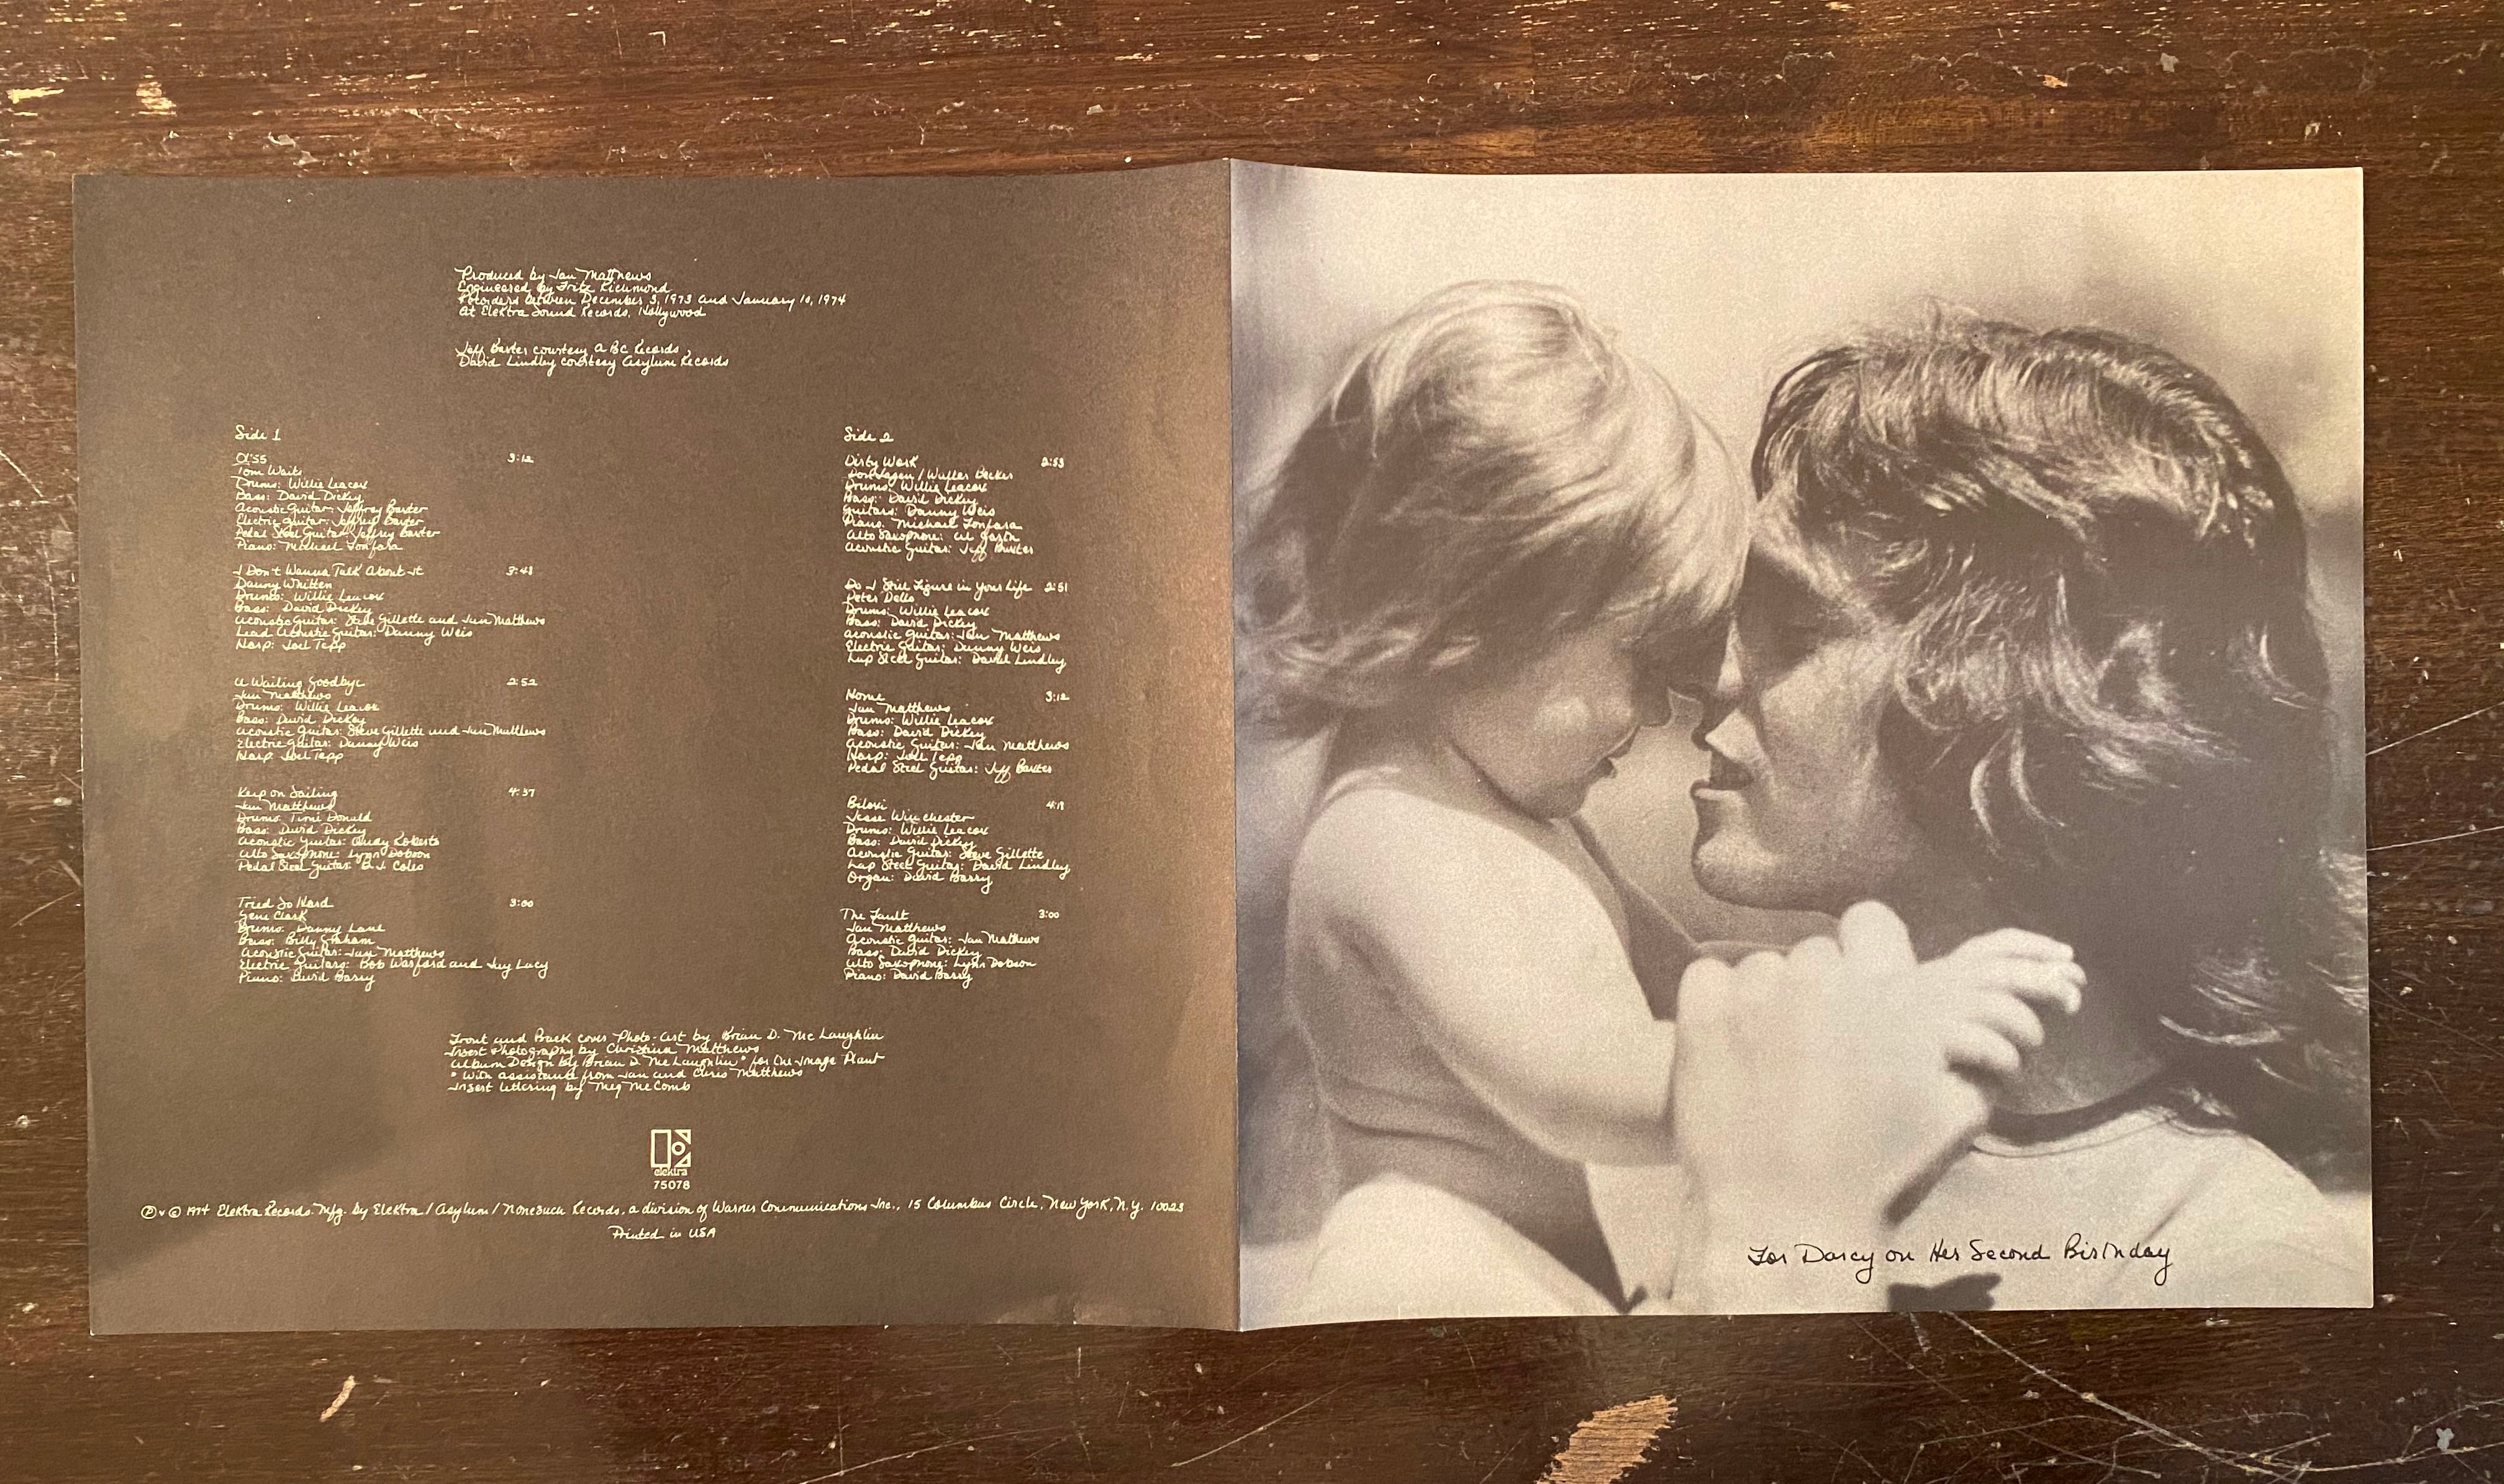 Produced by Ian Matthews
Engineered by Fritz Richmond
Recorded between December 3, 1973 and January 10, 1974
At Elektra Sound Records, Hollywood
Jeff Baxter courtesy ABC Records
David Lindley courtesy Asylum Records
Side 1
Ol' 55 3:12
Tom Waits
Drums: Willie Leacox
Bass: David Dickey
Acoustic Guitar: Jeffrey Baxter
Electric Guitar: Jeffrey Baxter
Pedal Steel Guitar: Jeffrey Baxter
Piano: Michael Fonfara
I Don't Wanna Talk About It 3:41
Danny Whitten
Drums: Willie Leacox
Bass: David Dickey
Acoustic Guitar: Steve Gillette and Ian Matthews
Lead Acoustic Guitar: Danny Weis
Harp: Joel Tepp
A Wailing Goodbye 2:52
Ian Matthews
Drums: Willie Leacox
Bass: David Dickey
Acoustic Guitar: Steve Gillette and Ian Matthews
Electric Guitar: Danny Weis
Harp: Joel Tepp
Keep on Sailing 4:37
Ian Matthews
Drums: Timi Donald
Bass: David Dickey
Acoustic Guitar: Andy Roberts
Alto Saxophone: Lynn Dobson
Pedal Steel Guitar: B.J. Coles
Tried So Hard 3:00
Gene Clark
Drums: Danny Lane
Bass: Billy Graham
Acoustic Guitar: Ian Matthews
Electric Guitars: Bob Warford and Jay Lacy
Piano: David Barry
Side 2
Dirty Work 2:53
Don Fagen / Walter Becker
Drums: Willie Leacox
Bass: David Dickey
Guitars: Danny Weis
Piano: Michael Fonfara
Alto Saxophone: Al Garth
Acoustic Guitar: Jeff Baxter
Do I Still Figure in Your Life 2:51
Peter Dello
Drums: Willie Leacox
Bass: David Dickey
Acoustic Guitar: Ian Matthews
Electric Guitar: Danny Weis
Lap Steel Guitar: David Lindley
Home 3:12
Ian Matthews
Drums: Willie Leacox
Bass: David Dickey
Acoustic Guitar: Ian Matthews
Harp: Joel Tepp
Pedal Steel Guitar: Jeff Baxter
Biloxi
Jesse Winchester
Drums: Willie Leacox
Bass: David Dickey
Acoustic Guitar: Steve Gillette
Lap Steel Guitar: David Lindley
Organ: David Barry
The Fault 3:00
Ian Matthews
Acoustic Guitar: Ian Matthews
Bass: David Dickey
Alto Saxophone: Lynn Dobson
Piano: David Barry
Front and Back cover Photo-Art by Brian D. Mc Laughlin
Insert Photography by Christina Matthews
Album Design by Brian D. Mc Laughlin* for The Image Plant
* With assistance from Ian and Chris Matthews
Insert lettering by Meg McComb
elektra
75078
℗ & © 1974 Elektra Records. Mfg. by Elektra / Asylum / Nonesuch Records, a division of Warner Communications Inc., 15 Columbus Circle, New York, N.Y. 10023
Printed in USA
For Darcy on Her Second Birthday